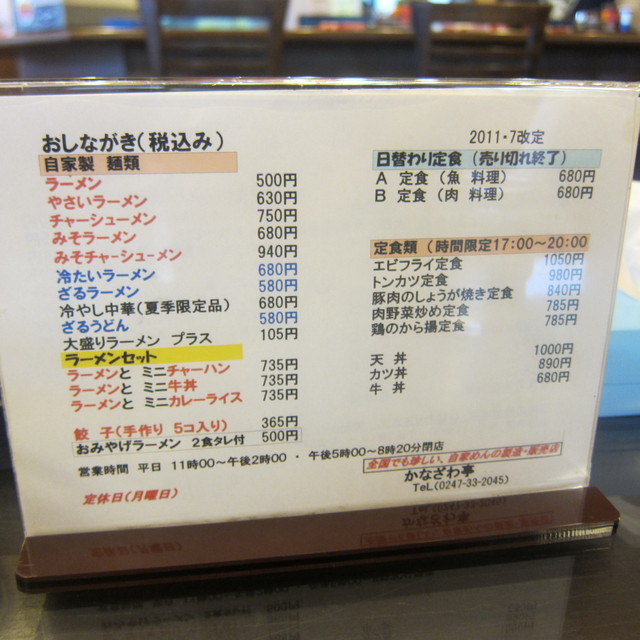 おしながき(税込み)
自家製 麺類
ラーメン 500円
やさいラーメン 630円
チャーシューメン 750円
みそラーメン 680円
みそチャーシューメン 940円
冷たいラーメン 680円
ざるラーメン 580円
冷やし中華(夏季限定品) 680円
ざるうどん 580円
大盛りラーメン プラス 105円
ラーメンセット
ラーメンと ミニチャーハン 735円
ラーメンと ミニ牛丼 735円
ラーメンと ミニカレーライス 735円
餃 子(手作り 5コ入り) 365円
おみやげラーメン 2食タレ付 500円
2011・7改定
日替わり定食 (売り切れ終了)
A 定食(魚 料理) 680円
B 定食(肉 料理) 680円
定食類 (時間限定17:00~20:00
エビフライ定食 1050円
トンカツ定食 980円
豚肉のしょうが焼き定食 840円
肉野菜炒め定食 785円
鶏のから揚定食 785円
天 丼 1000円
カツ丼 890円
牛 丼 680円
営業時間 平日 11時00~午後2時00 ・ 午後5時00~8時20分閉店
全国でも珍しい、自家めんの製造・販売店
かなざわ亭
TeL(0247-33-2045)
定休日(月曜日)